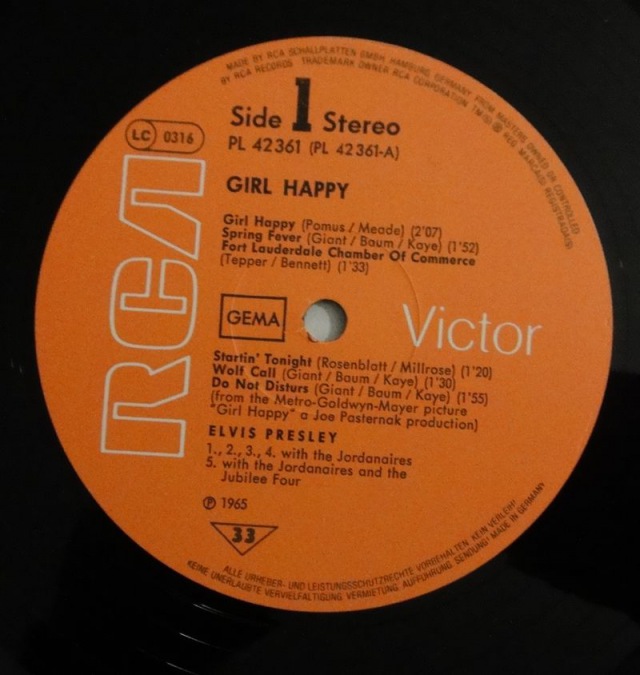 MADE BY RCA SCHALLPLATTEN GMBH, HAMBURG, GERMANY FROM MASTERS OWNED OR CONTROLLED
BY RCA RECORDS TRADEMARK OWNER RCA CORPORATION TM(S) ® REG. MARCA(S) REGISTRADA(S)
Side 1 Stereo
LC 0316
PL 42361 (PL 42361-A)
GIRL HAPPY
Girl Happy (Pomus / Meade) (2'07)
Spring Fever (Giant / Baum / Kaye) (1'52)
Fort Lauderdale Chamber Of Commerce
(Tepper / Bennett) (1'33)
RCA
GEMA
Victor
Startin' Tonight (Rosenblatt / Millrose) (1'20)
Wolf Call (Giant / Baum / Kaye) (1'30)
Do Not Disturs (Giant / Baum / Kaye) (1'55)
(from the Metro-Goldwyn-Mayer picture
"Girl Happy" a Joe Pasternak production)
ELVIS PRESLEY
1., 2., 3., 4. with the Jordanaires
5. with the Jordanaires and the
Jubilee Four
℗ 1965
33
ALLE URHEBER- UND LEISTUNGSSCHUTZRECHTE VORBEHALTEN. KEIN VERLEIH!
KEINE UNERLAUBTE VERVIELFÄLTIGUNG, VERMIETUNG, AUFFÜHRUNG, SENDUNG! MADE IN GERMANY